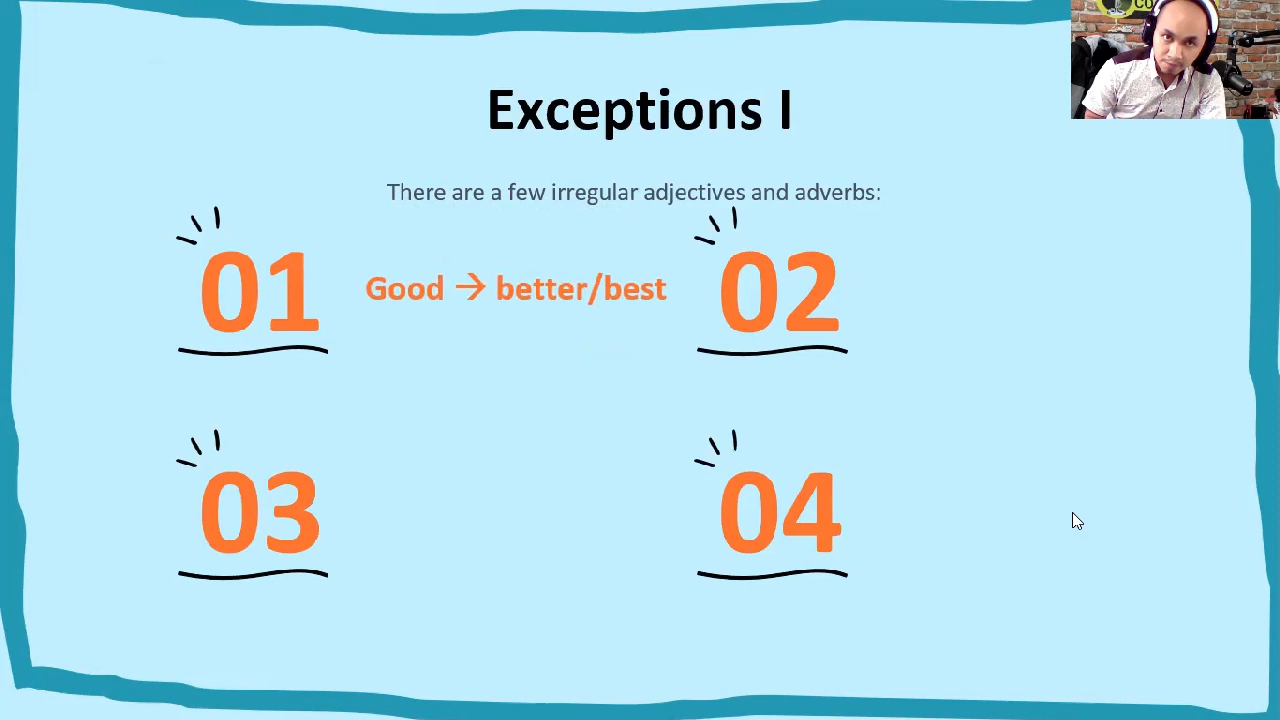 Exceptions I
There are a few irregular adjectives and adverbs:
01
Good → better/best
02
03
04